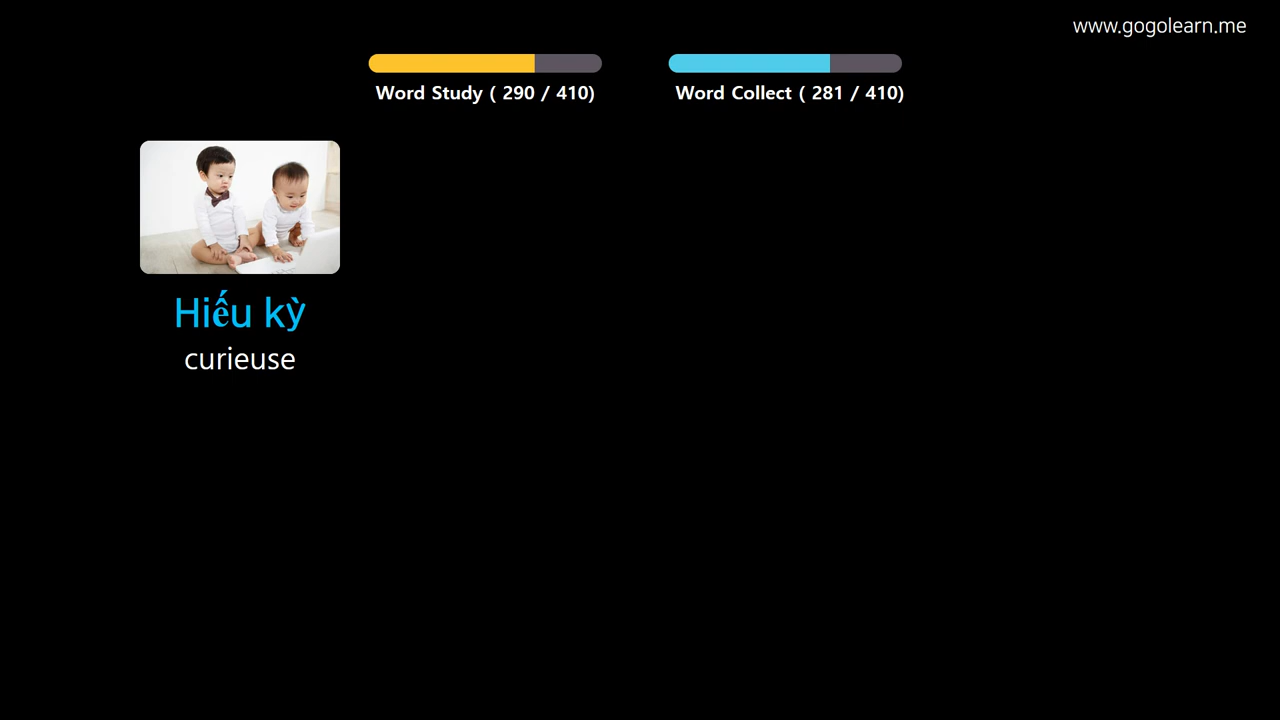 www.gogolearn.me
Word Study ( 290 / 410)
Word Collect ( 281 / 410)
Hiếu kỳ
curieuse